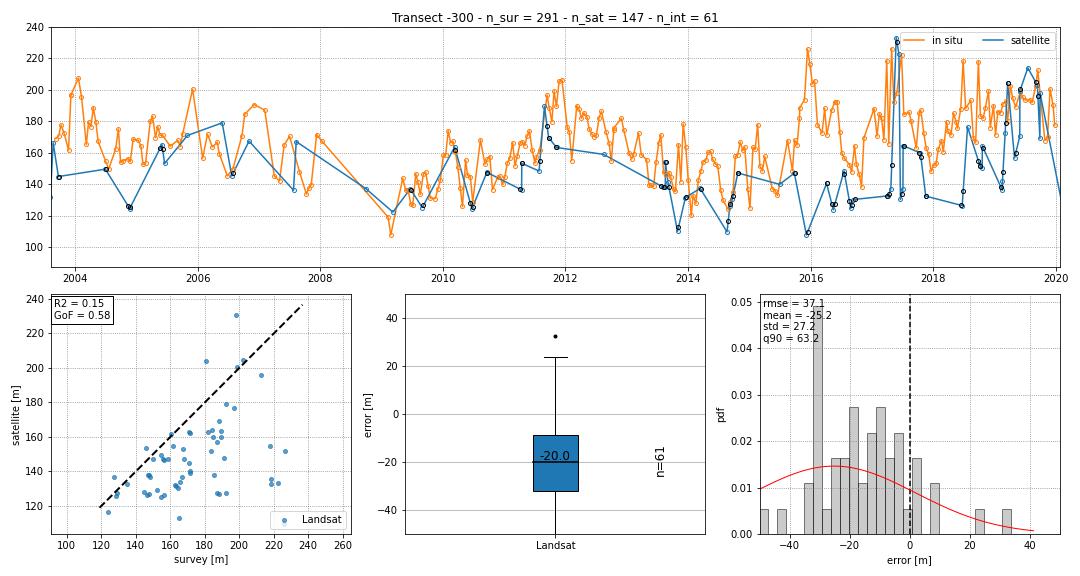 Transect -300 - n_sur = 291 - n_sat = 147 - n_int = 61
240
220
200
180
160
140
120
100
in situ
satellite
2004
2006
2008
2010
2012
2014
2016
2018
2020
R2 = 0.15
GoF = 0.58
satellite [m]
240
220
200
180
160
140
120
Landsat
100
120
140
160
180
200
220
240
260
survey [m]
error [m]
40
20
0
−20
−40
-20.0
n=61
Landsat
rmse = 37.1
mean = -25.2
std = 27.2
q90 = 63.2
pdf
0.05
0.04
0.03
0.02
0.01
0.00
−40
−20
0
20
40
error [m]